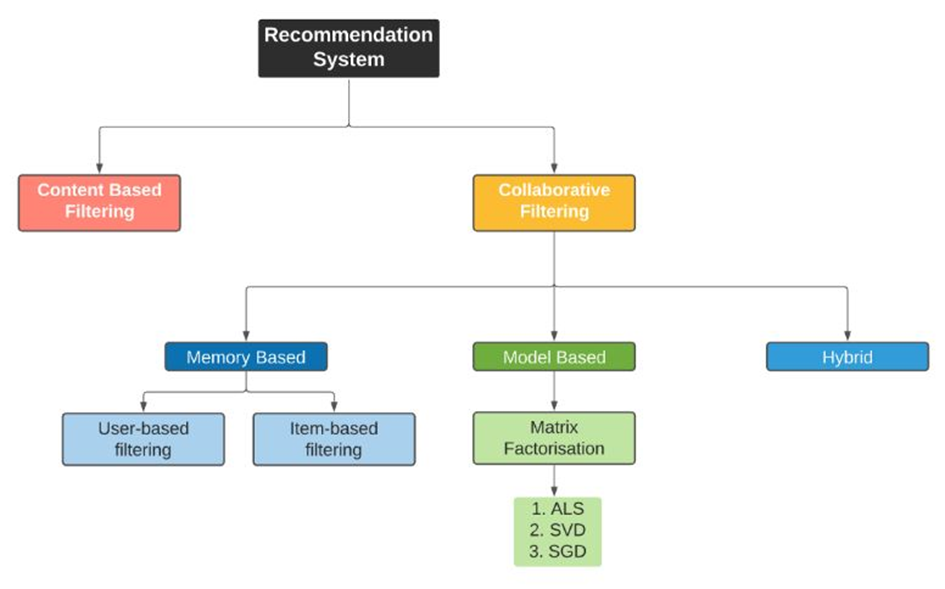 Recommendation
System
Content Based
Filtering
Collaborative
Filtering
Memory Based
Model Based
Hybrid
User-based
filtering
Item-based
filtering
Matrix
Factorisation
1. ALS
2. SVD
3. SGD